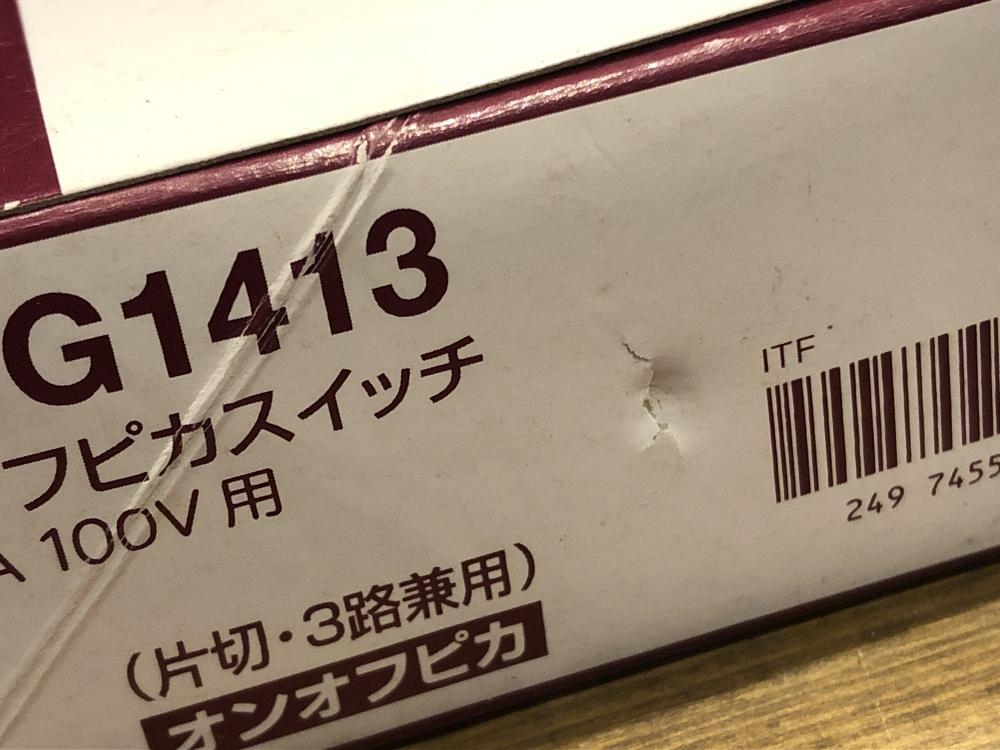 G1413
フピカスイッチ
A 100V 用
(片切・3路兼用)
オンオフピカ
ITF
249 7455